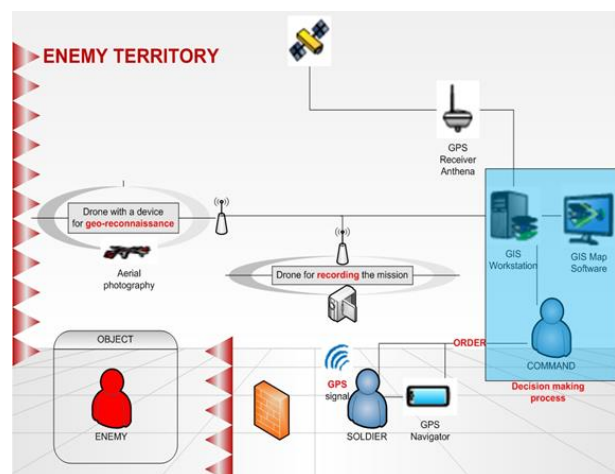 ENEMY TERRITORY
GPS
Receiver
Anthena
Drone with a device
for geo-reconnaissance
Aerial
photography
Drone for recording the mission
GIS
Workstation
GIS Map
Software
OBJECT
ENEMY
GPS
signal
SOLDIER
GPS
Navigator
ORDER
COMMAND
Decision making
process